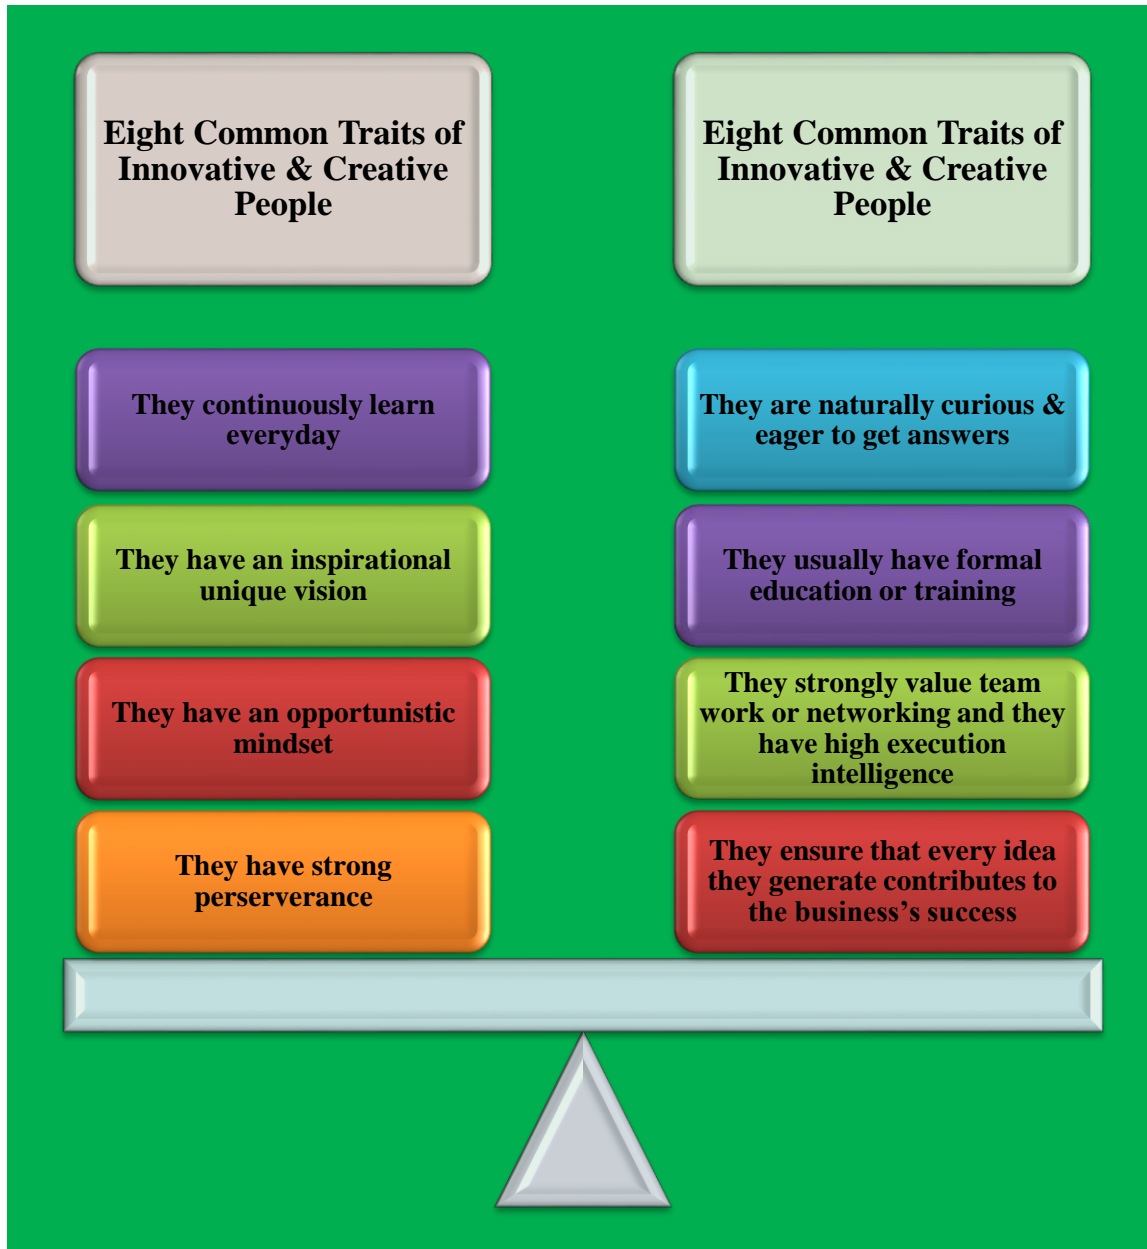 Eight Common Traits of
Innovative & Creative
People
They continuously learn
everyday
They have an inspirational
unique vision
They have an opportunistic
mindset
They have strong
perserverance
Eight Common Traits of
Innovative & Creative
People
They are naturally curious &
eager to get answers
They usually have formal
education or training
They strongly value team
work or networking and they
have high execution
intelligence
They ensure that every idea
they generate contributes to
the business’s success